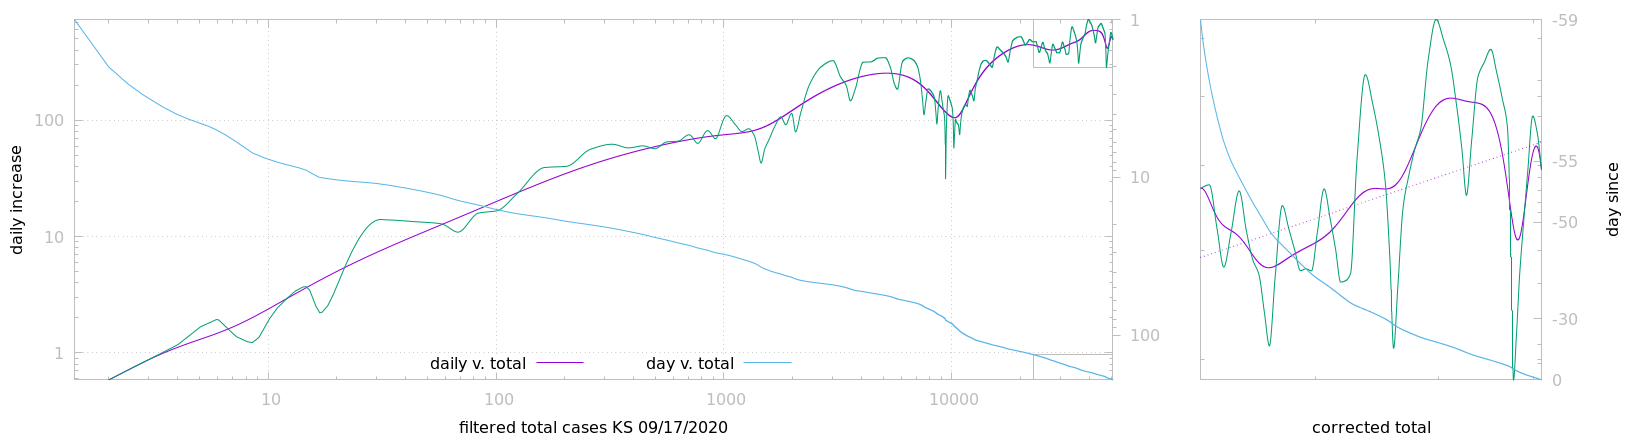 daily increase
100
10
1
10
100
1000
10000
1
10
100
daily v. total
day v. total
filtered total cases KS 09/17/2020
-59
-55
-50
-30
0
day since
corrected total